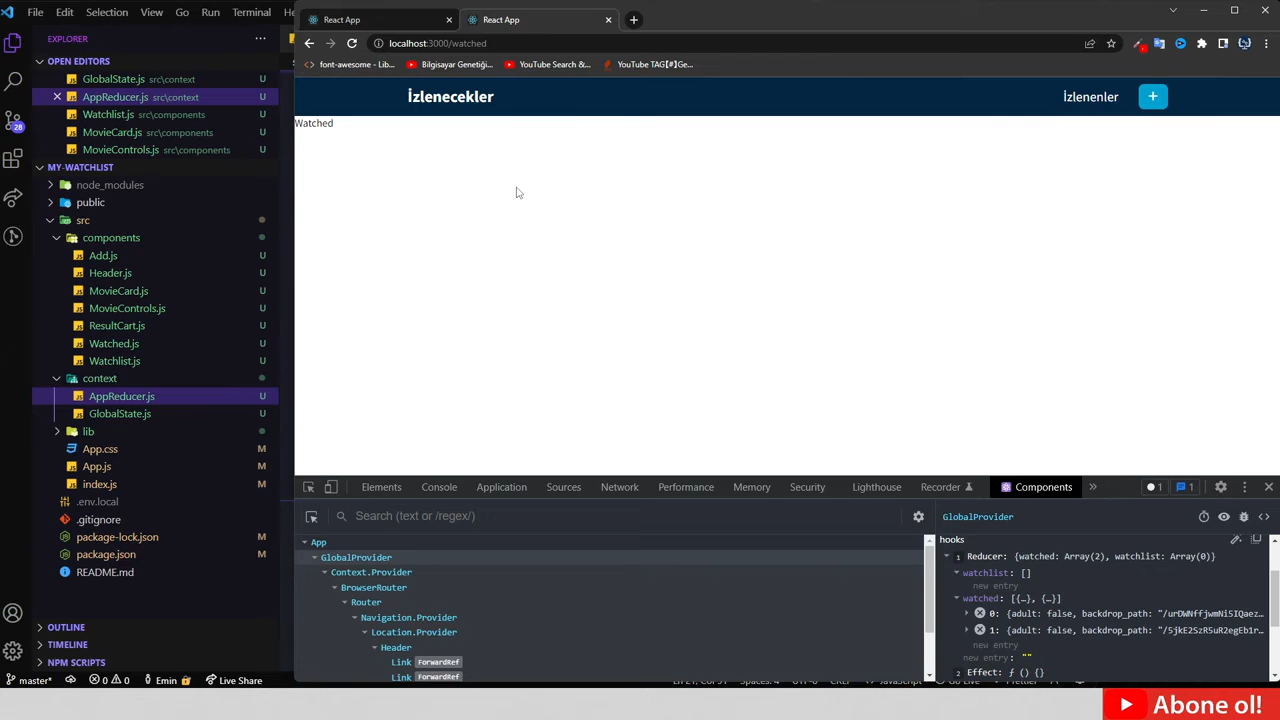 File Edit Selection View Go Run Terminal
React App
React App
localhost:3000/watched
font-awesome - Lib...
Bilgisayar Genetiği...
YouTube Search &...
YouTube TAG【#】Ge...
EXPLORER
OPEN EDITORS
GlobalState.js src\context
AppReducer.js src\context
Watchlist.js src\components
MovieCard.js src\components
MovieControls.js src\components
MY-WATCHLIST
node_modules
public
src
components
Add.js U
Header.js U
MovieCard.js U
MovieControls.js U
ResultCart.js U
Watched.js U
Watchlist.js U
context
AppReducer.js U
GlobalState.js U
lib
App.css M
App.js M
index.js M
.env.local
.gitignore
package-lock.json M
package.json M
README.md
OUTLINE
TIMELINE
NPM SCRIPTS
28
master*
0 0
Emin
Live Share
İzlenecekler
İzlenenler
+
Watched
Elements Console Application Sources Network Performance Memory Security Lighthouse Recorder Components
1
1
Search (text or /regex/)
App
GlobalProvider
Context.Provider
BrowserRouter
Router
Navigation.Provider
Location.Provider
Header
Link ForwardRef
Link ForwardRef
GlobalProvider
hooks
1 Reducer: {watched: Array(2), watchlist: Array(0)}
watchlist: []
new entry
watched: [{…}, {…}]
0: {adult: false, backdrop_path: "/urDWNffjwmNi5IQaez…
1: {adult: false, backdrop_path: "/5jkE2SzR5uR2egEb1r…
new entry
new entry: ""
2 Effect: ƒ () {}
Abone ol!